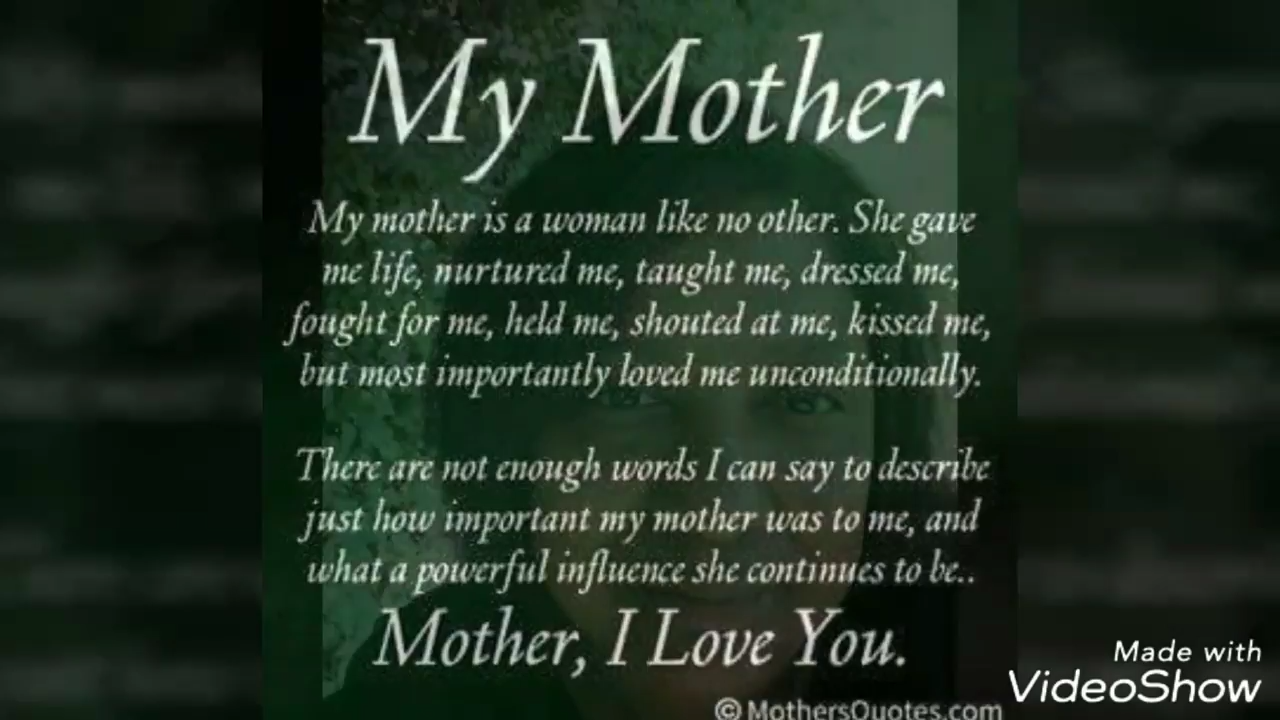 My Mother
My mother is a woman like no other. She gave
me life, nurtured me, taught me, dressed me,
fought for me, held me, shouted at me, kissed me,
but most importantly loved me unconditionally.
There are not enough words I can say to describe
just how important my mother was to me, and
what a powerful influence she continues to be..
Mother, I Love You.
© MothersQuotes.com
Made with
VideoShow